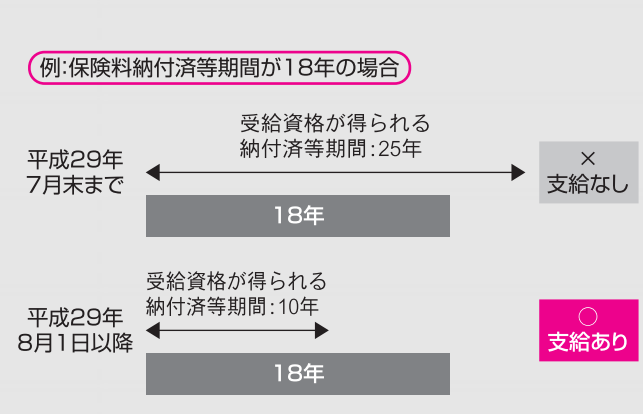 例：保険料納付済等期間が18年の場合
受給資格が得られる
納付済等期間：25年
平成29年
7月末まで
×
支給なし
18年
受給資格が得られる
納付済等期間：10年
平成29年
8月1日以降
○
支給あり
18年